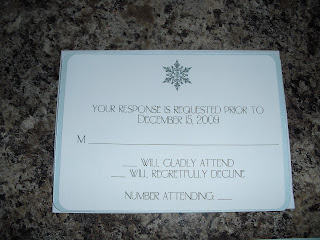 YOUR RESPONSE IS REQUESTED PRIOR TO
DECEMBER 15, 2009
M
WILL GLADLY ATTEND
WILL REGRETFULLY DECLINE
NUMBER ATTENDING: